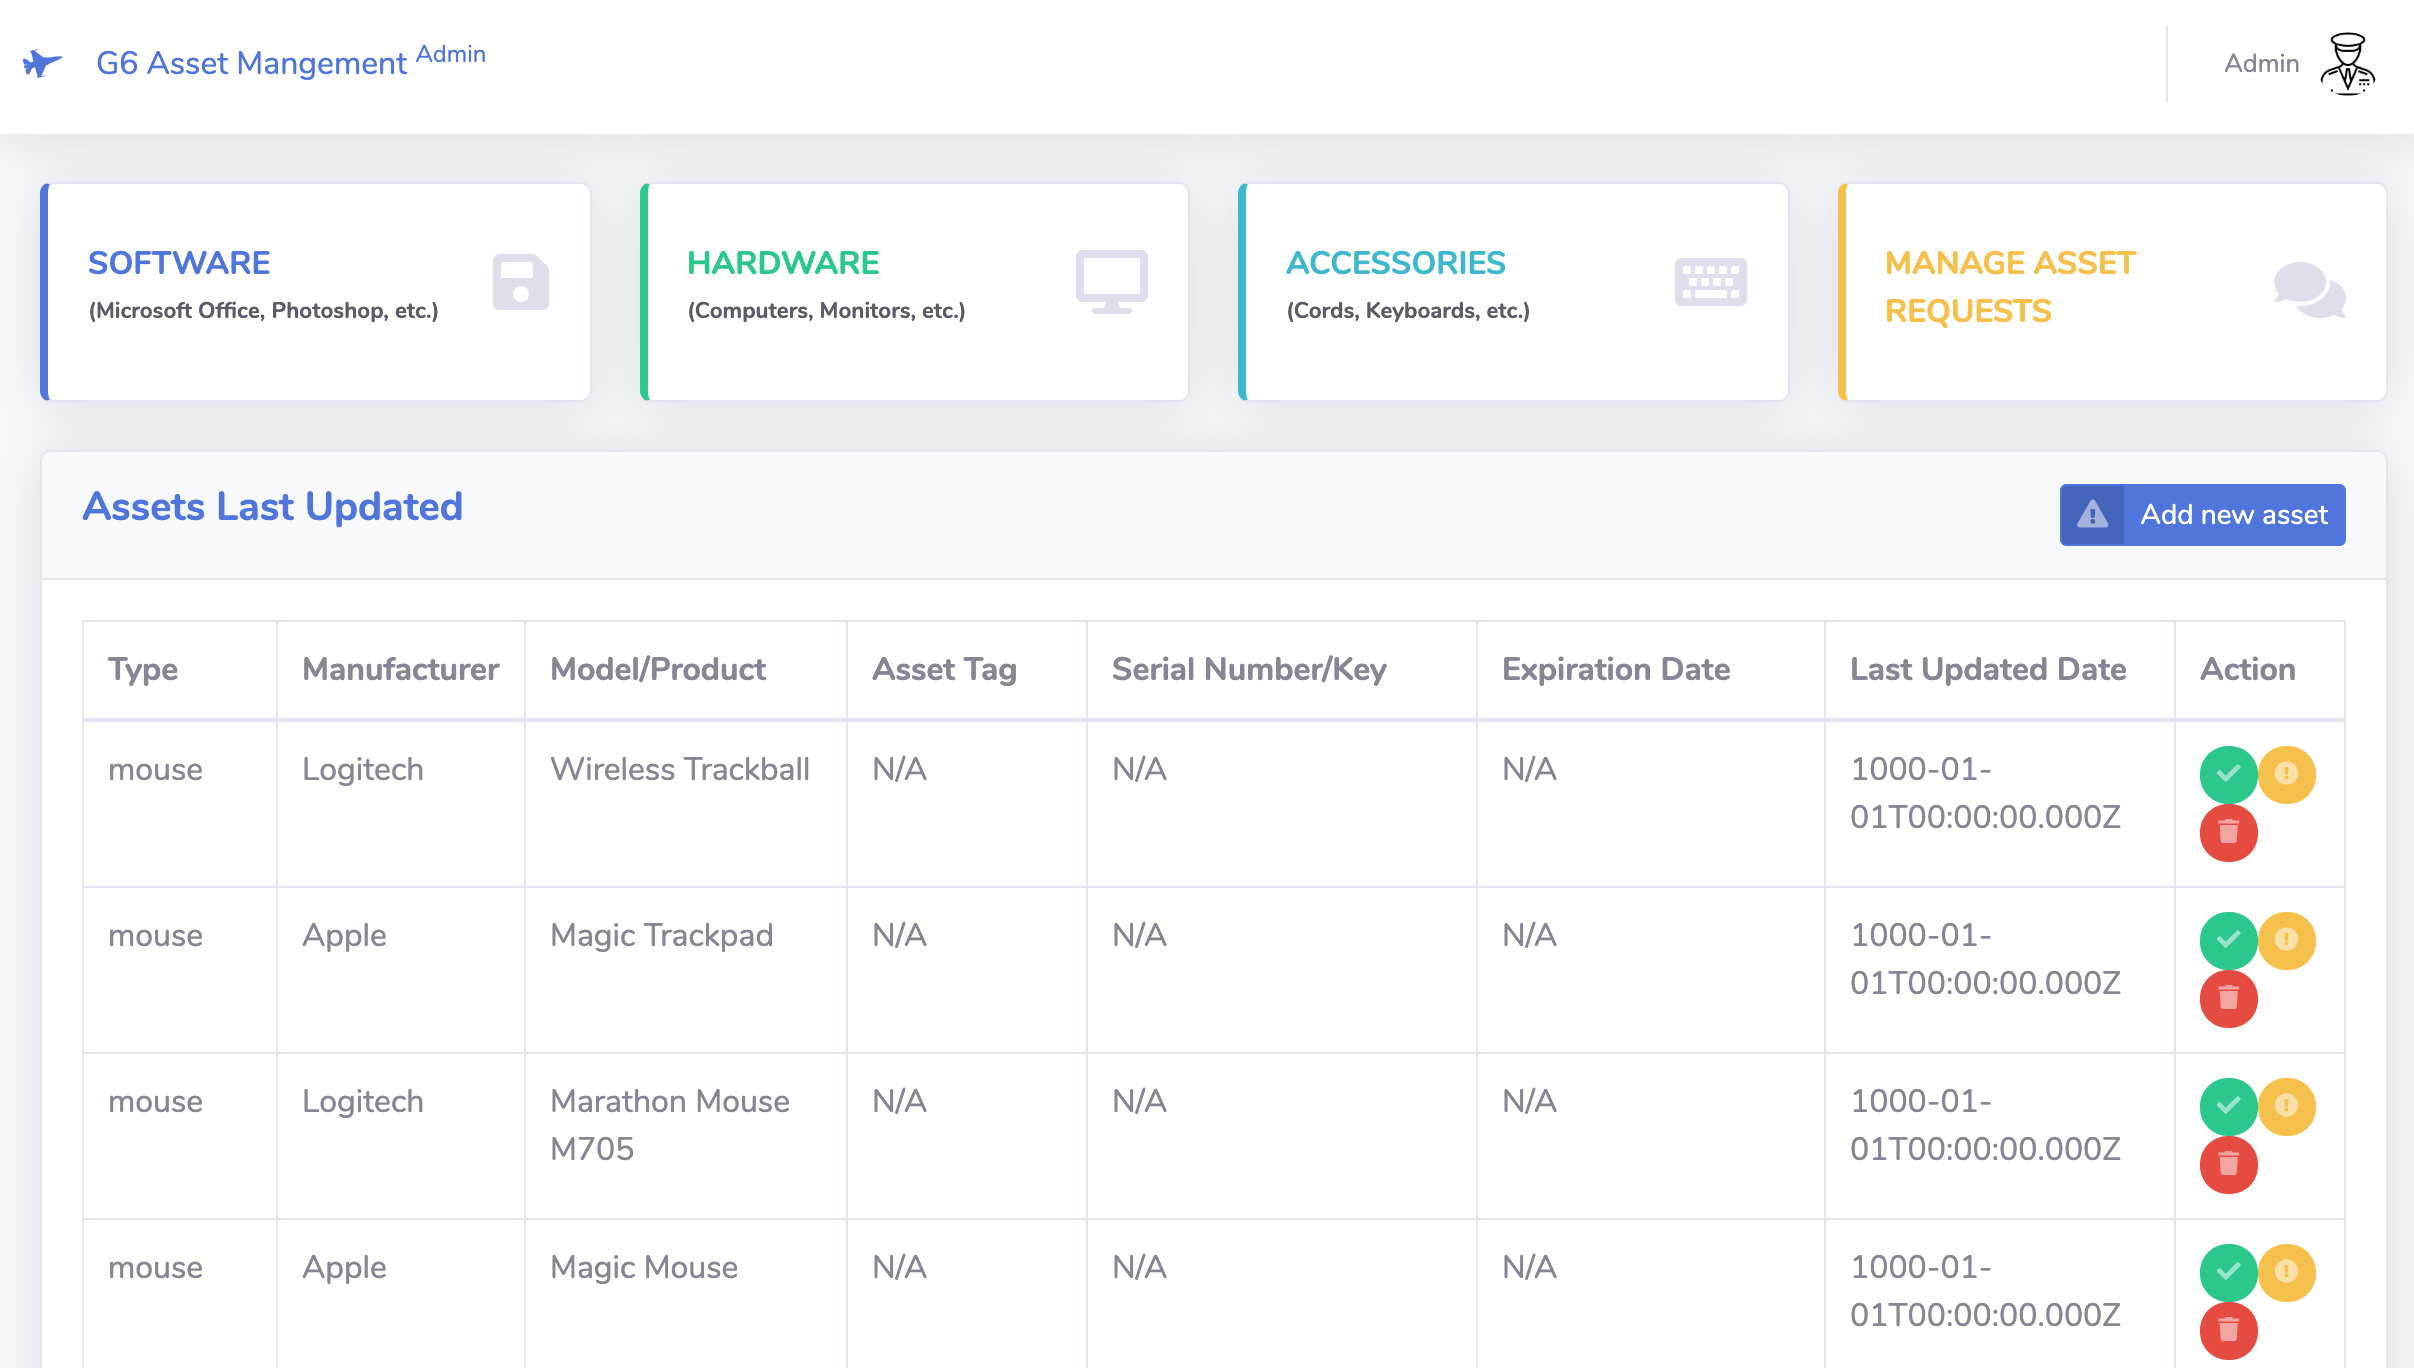 G6 Asset Mangement Admin
Admin
SOFTWARE
(Microsoft Office, Photoshop, etc.)
HARDWARE
(Computers, Monitors, etc.)
ACCESSORIES
(Cords, Keyboards, etc.)
MANAGE ASSET
REQUESTS
Assets Last Updated
Add new asset
Type Manufacturer Model/Product Asset Tag Serial Number/Key Expiration Date Last Updated Date Action
mouse Logitech Wireless Trackball N/A N/A N/A 1000-01-
01T00:00:00.000Z
mouse Apple Magic Trackpad N/A N/A N/A 1000-01-
01T00:00:00.000Z
mouse Logitech Marathon Mouse N/A N/A N/A 1000-01-
M705 01T00:00:00.000Z
mouse Apple Magic Mouse N/A N/A N/A 1000-01-
01T00:00:00.000Z